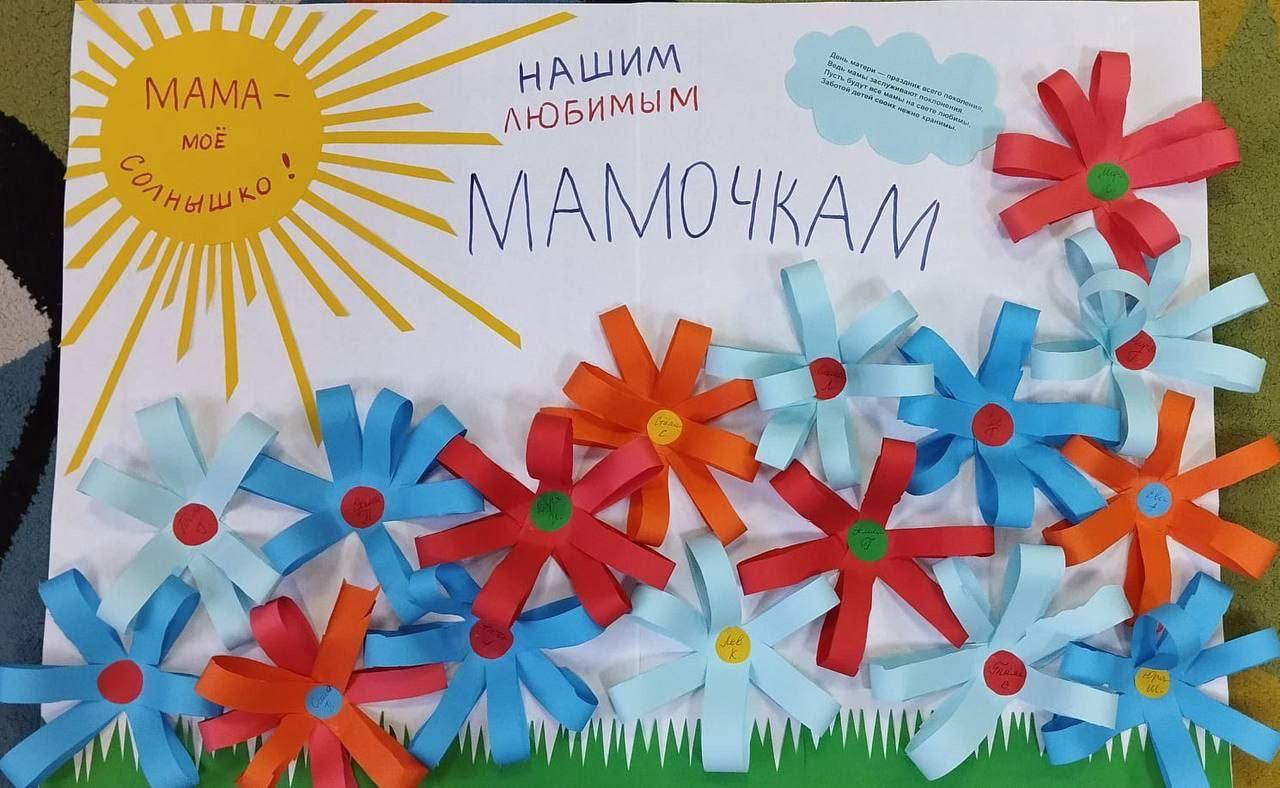 МАМА –
МОЁ
СОЛНЫШКО!
НАШИМ
ЛЮБИМЫМ
МАМОЧКАМ
День матери — праздник всего поколения,
Ведь мамы заслуживают поклонения.
Пусть будут все мамы на свете любимы,
Заботой детей своих нежно хранимы.
Лев
К
Юра
Ш.